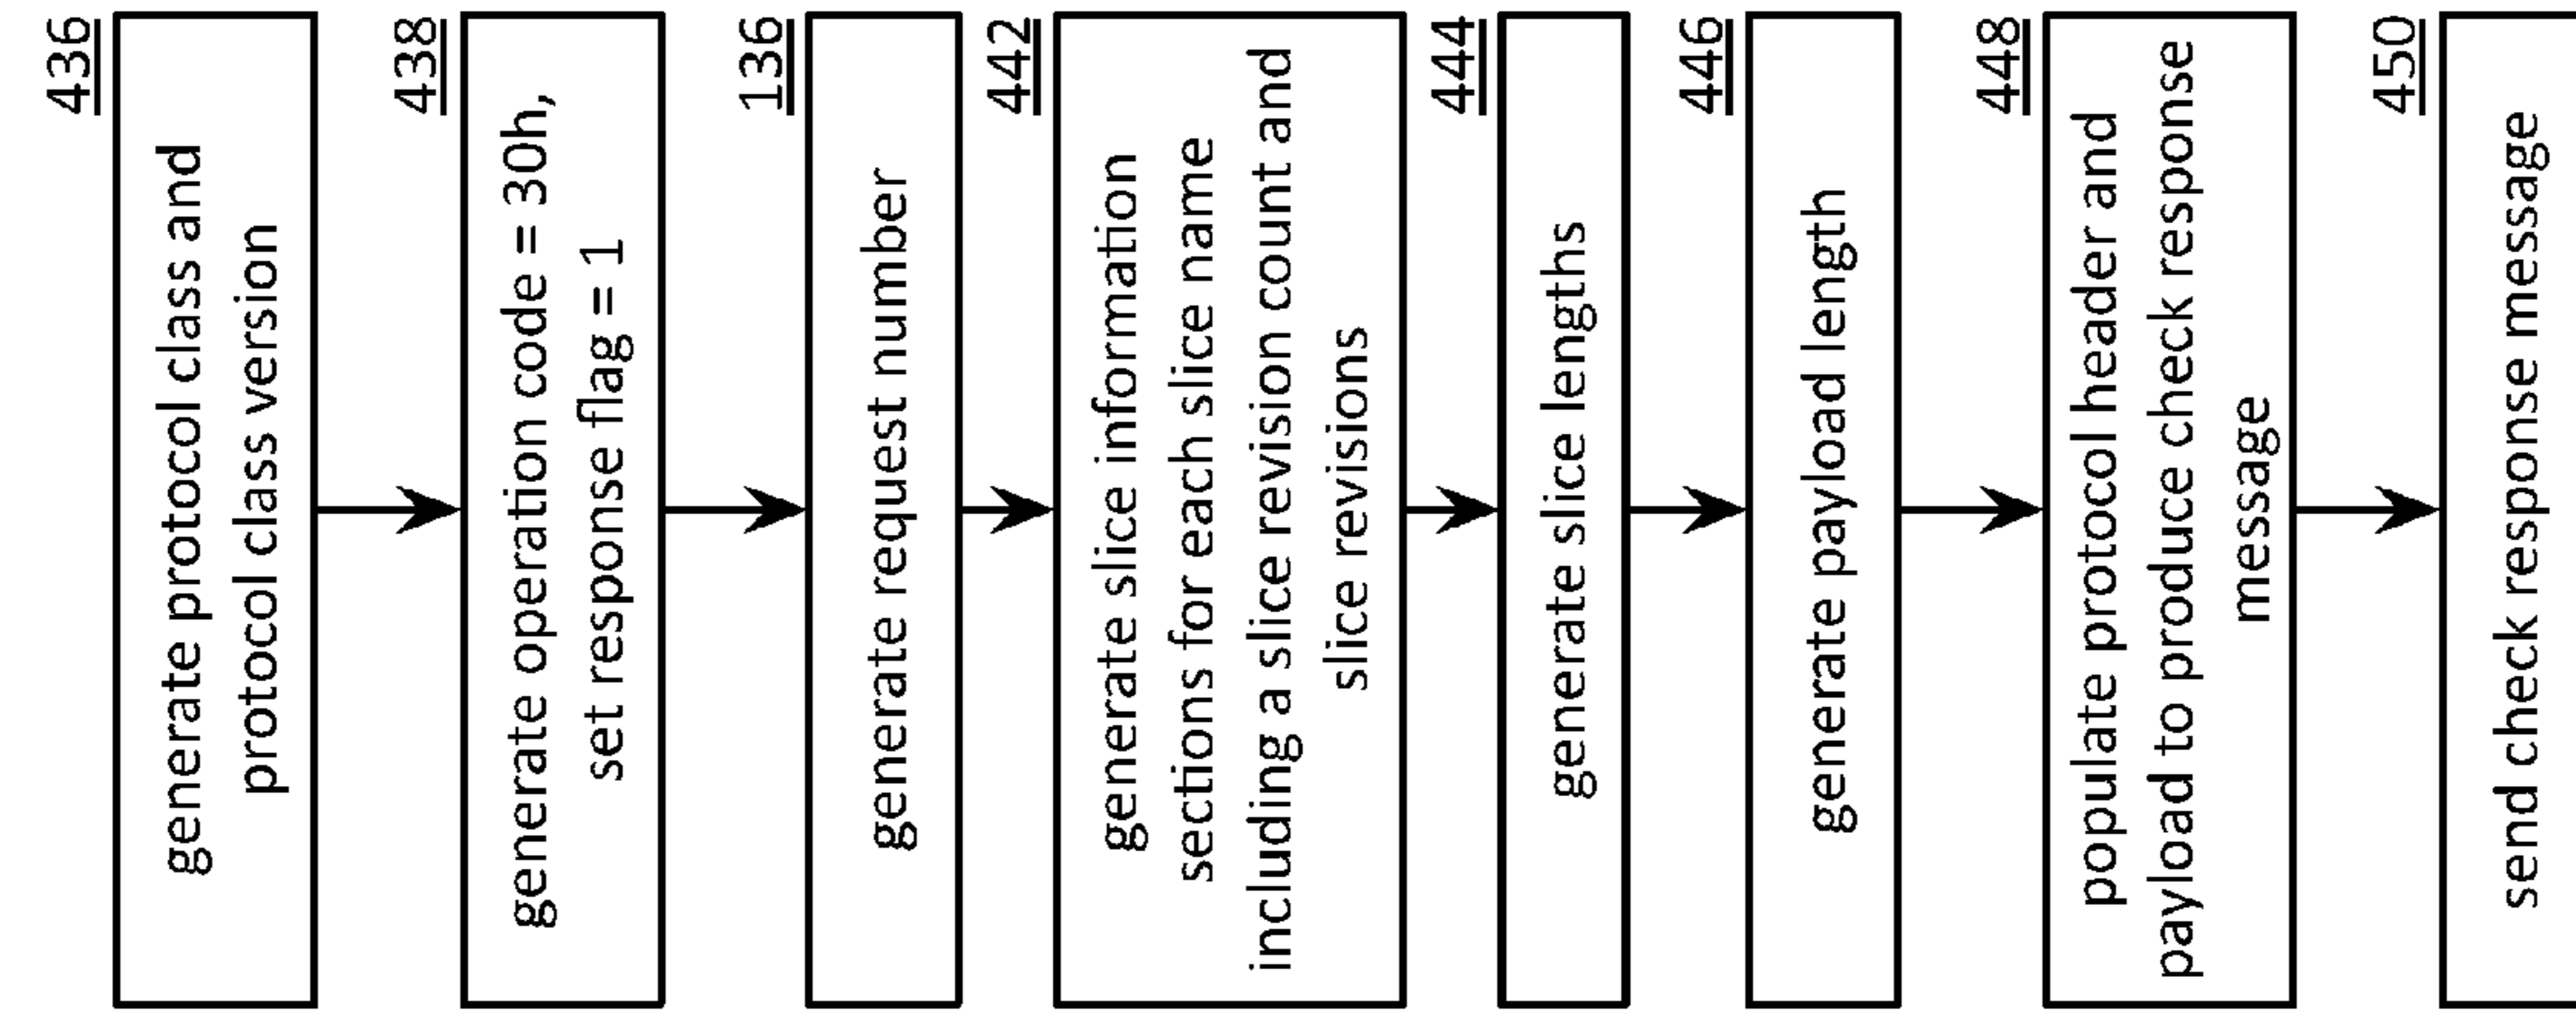 436
generate protocol class and
protocol class version
438
generate operation code = 30h,
set response flag = 1
136
generate request number
442
generate slice information
sections for each slice name
including a slice revision count and
slice revisions
444
generate slice lengths
446
generate payload length
448
populate protocol header and
payload to produce check response
message
450
send check response message